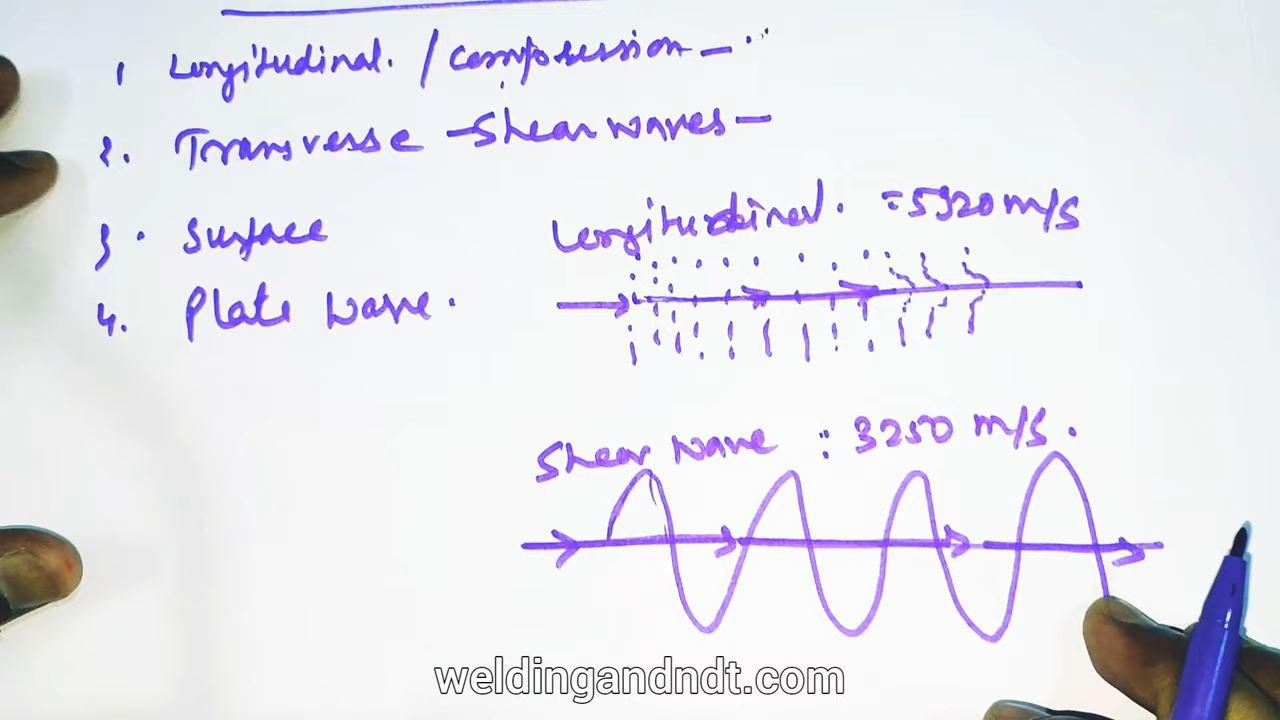 1 Longitudinal. / Compression -
2. Transverse - Shear waves -
3. Surface
4. Plate wave.
Longitudinal. = 5920 m/s
Shear wave : 3250 m/s.
weldingandndt.com